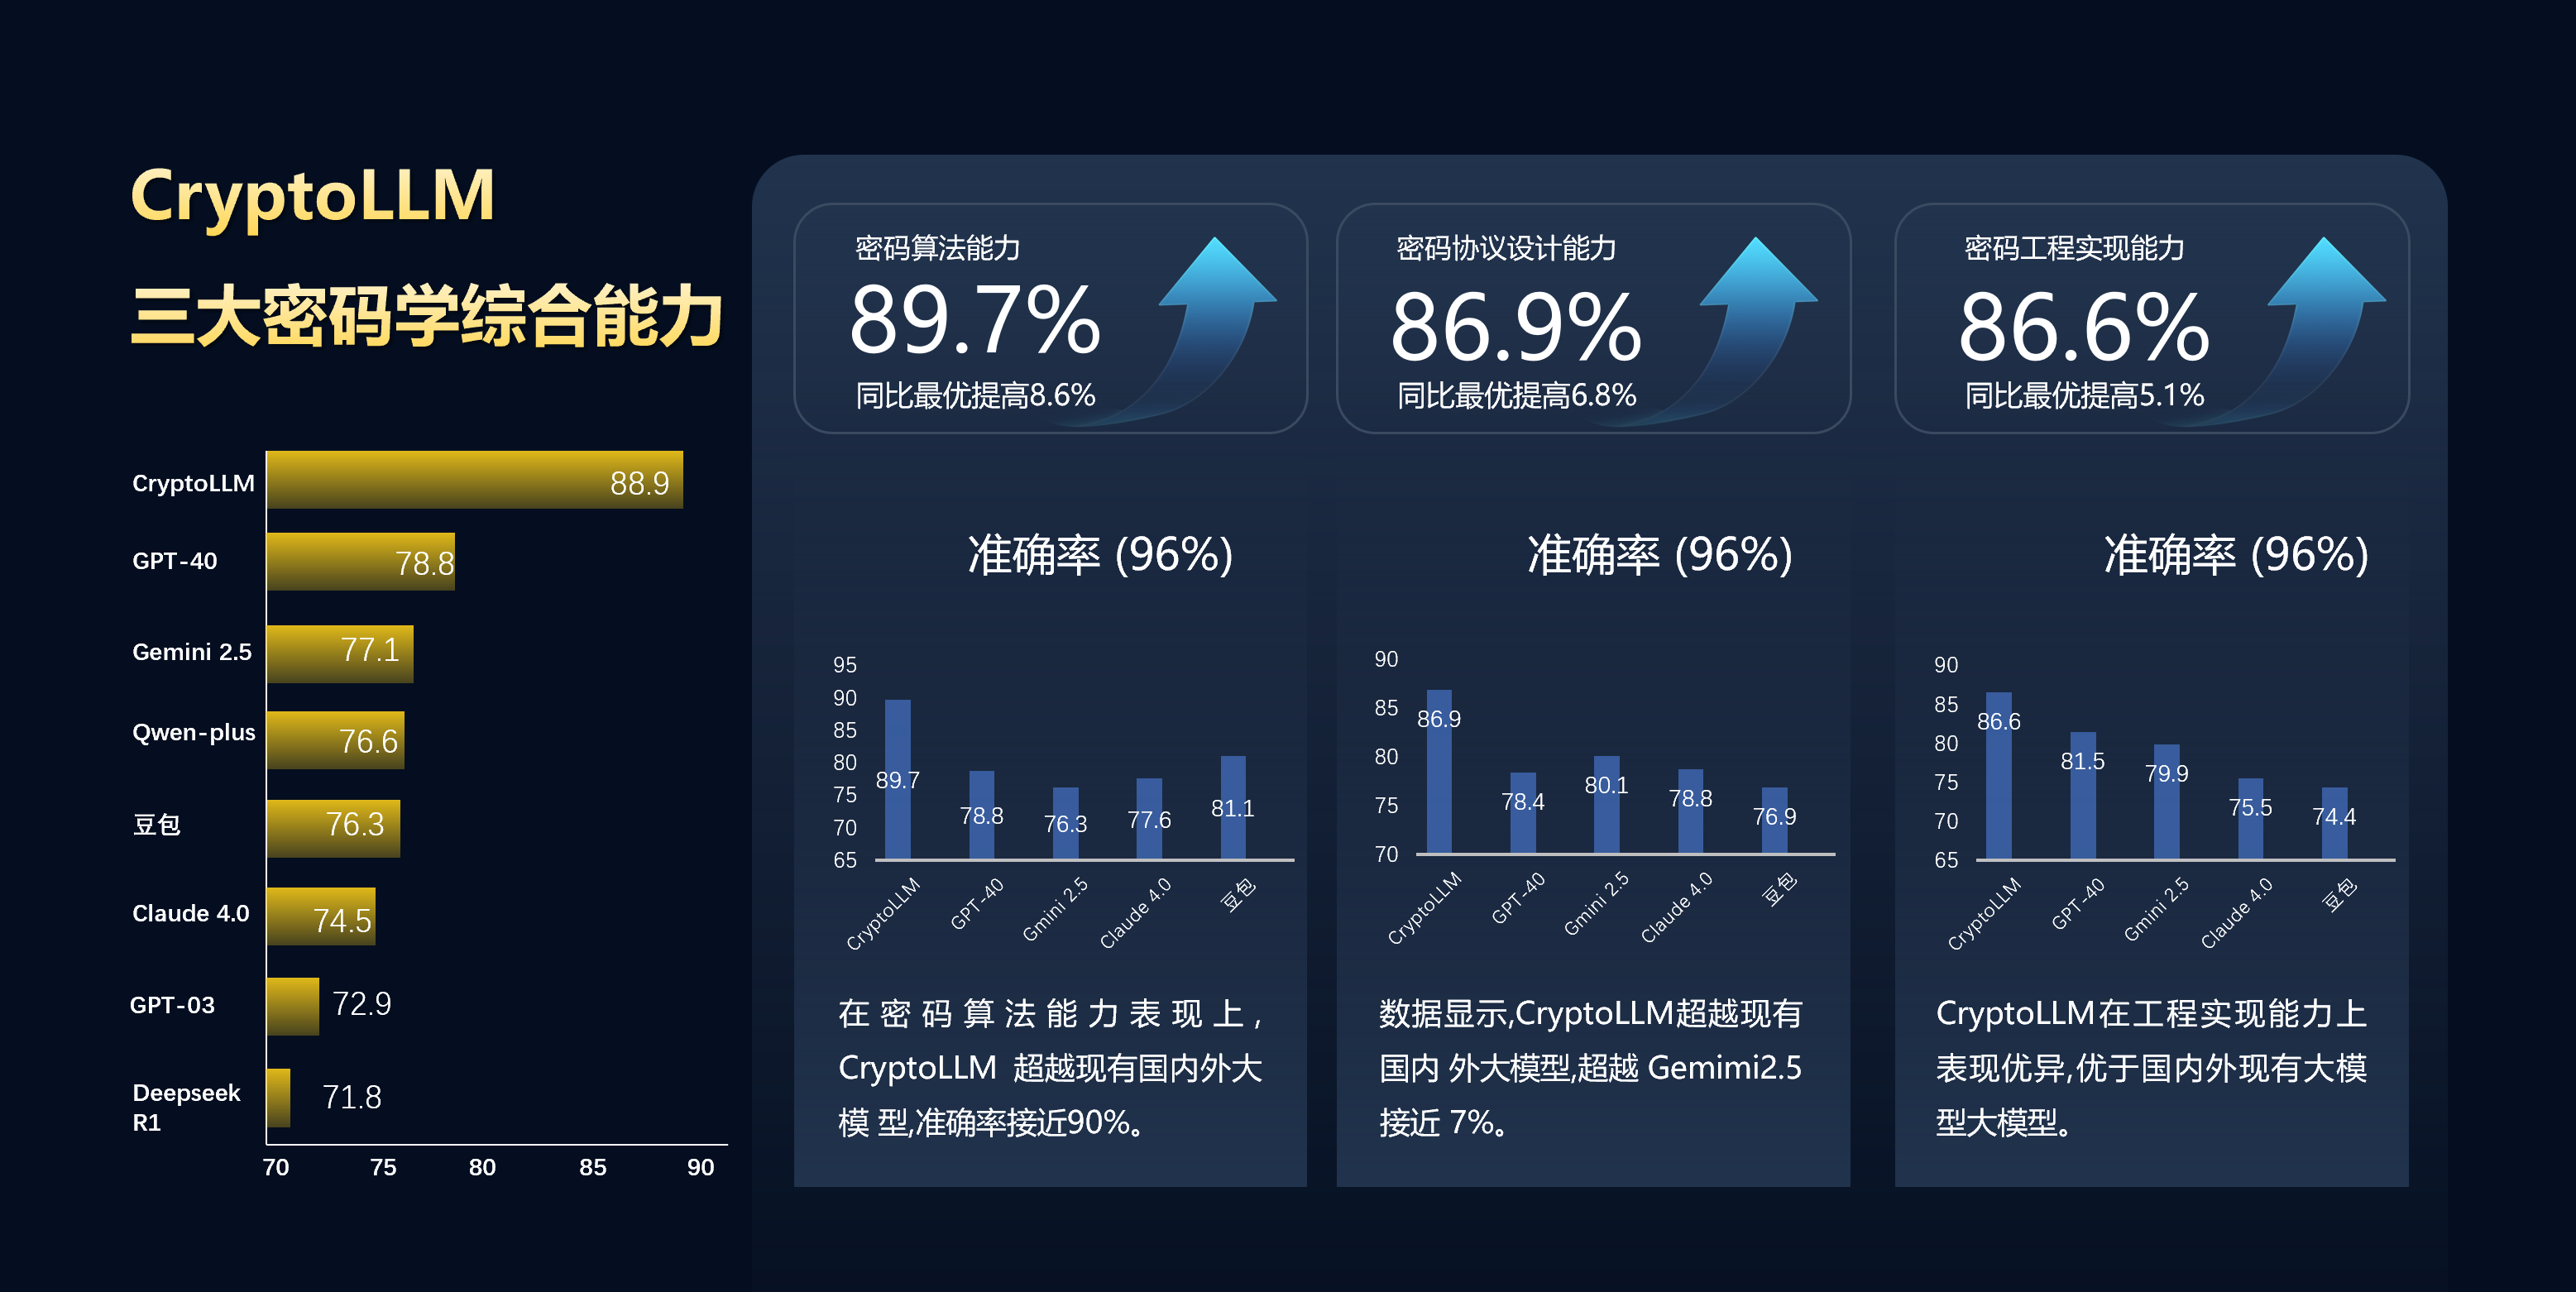 CryptoLLM
三大密码学综合能力
CryptoLLM
88.9
GPT-40
78.8
Gemini 2.5
77.1
Qwen-plus
76.6
豆包
76.3
Claude 4.0
74.5
GPT-03
72.9
Deepseek
R1
71.8
70 75 80 85 90
密码算法能力
89.7%
同比最优提高8.6%
准确率 (96%)
95
90
85
80
75
70
65
89.7
78.8
76.3
77.6
81.1
CryptoLLM
GPT-40
Gmini 2.5
Claude 4.0
豆包
在密码算法能力表现上,
CryptoLLM 超越现有国内外大
模 型,准确率接近90%。
密码协议设计能力
86.9%
同比最优提高6.8%
准确率 (96%)
90
85
80
75
70
86.9
78.4
80.1
78.8
76.9
CryptoLLM
GPT-40
Gmini 2.5
Claude 4.0
豆包
数据显示,CryptoLLM超越现有
国内 外大模型,超越 Gemimi2.5
接近 7%。
密码工程实现能力
86.6%
同比最优提高5.1%
准确率 (96%)
90
85
80
75
70
65
86.6
81.5
79.9
75.5
74.4
CryptoLLM
GPT-40
Gmini 2.5
Claude 4.0
豆包
CryptoLLM在工程实现能力上
表现优异,优于国内外现有大模
型大模型。